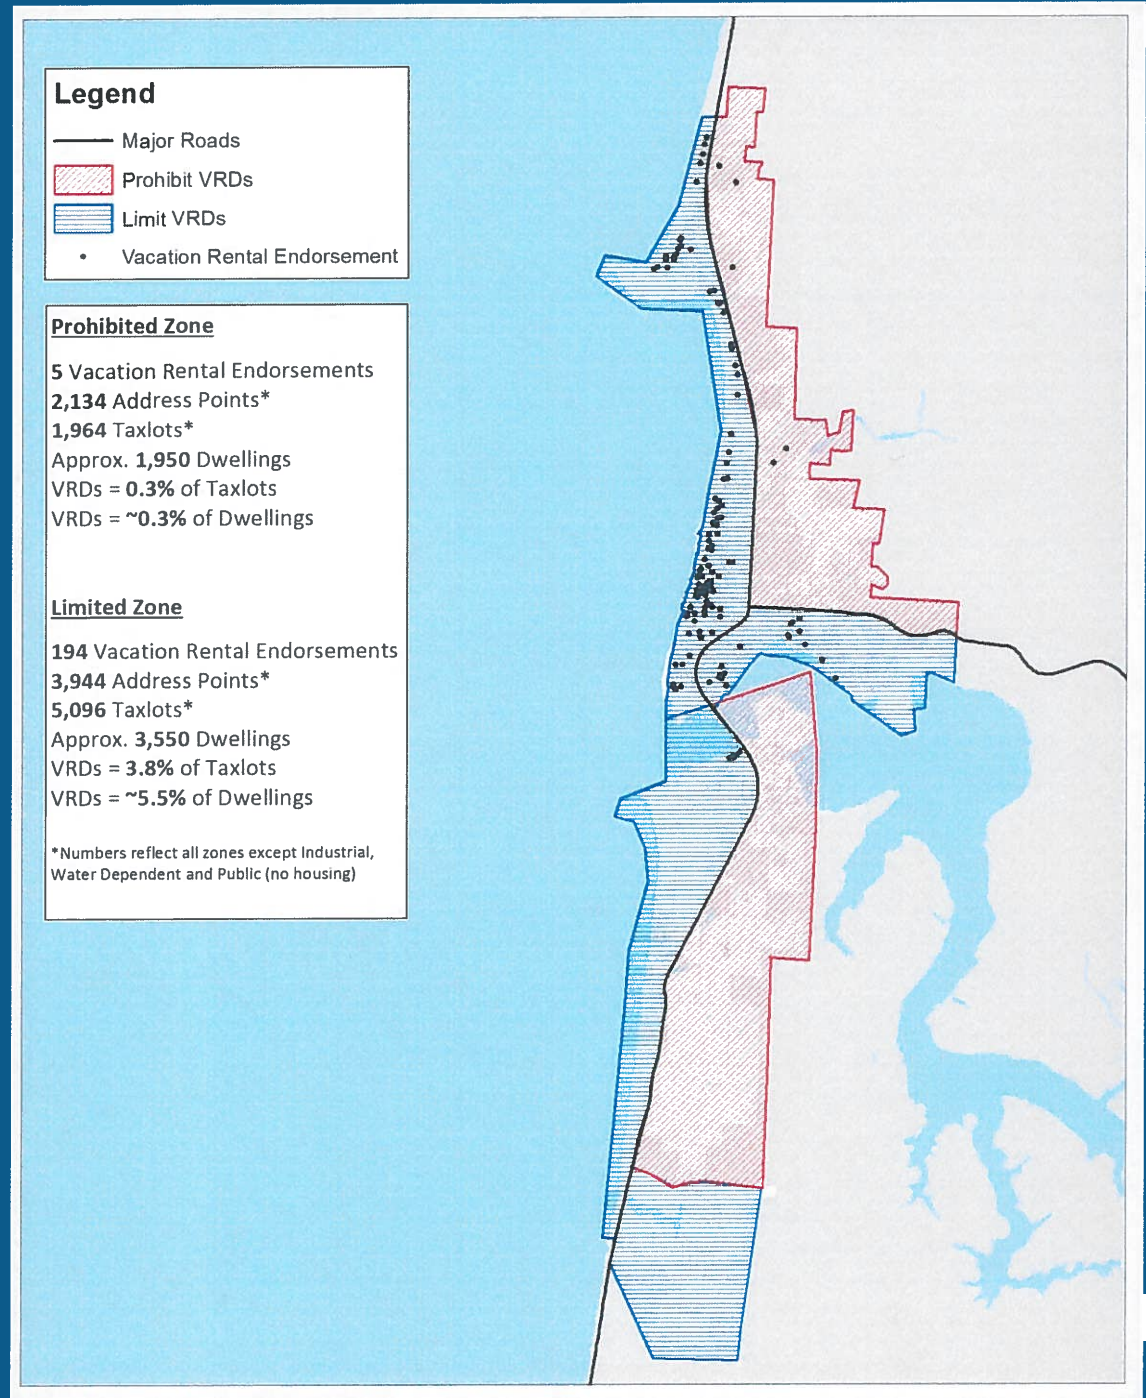 Legend
Major Roads
Prohibit VRDs
Limit VRDs
Vacation Rental Endorsement
Prohibited Zone
5 Vacation Rental Endorsements
2,134 Address Points*
1,964 Taxlots*
Approx. 1,950 Dwellings
VRDs = 0.3% of Taxlots
VRDs = ~0.3% of Dwellings
Limited Zone
194 Vacation Rental Endorsements
3,944 Address Points*
5,096 Taxlots*
Approx. 3,550 Dwellings
VRDs = 3.8% of Taxlots
VRDs = ~5.5% of Dwellings
*Numbers reflect all zones except Industrial,
Water Dependent and Public (no housing)